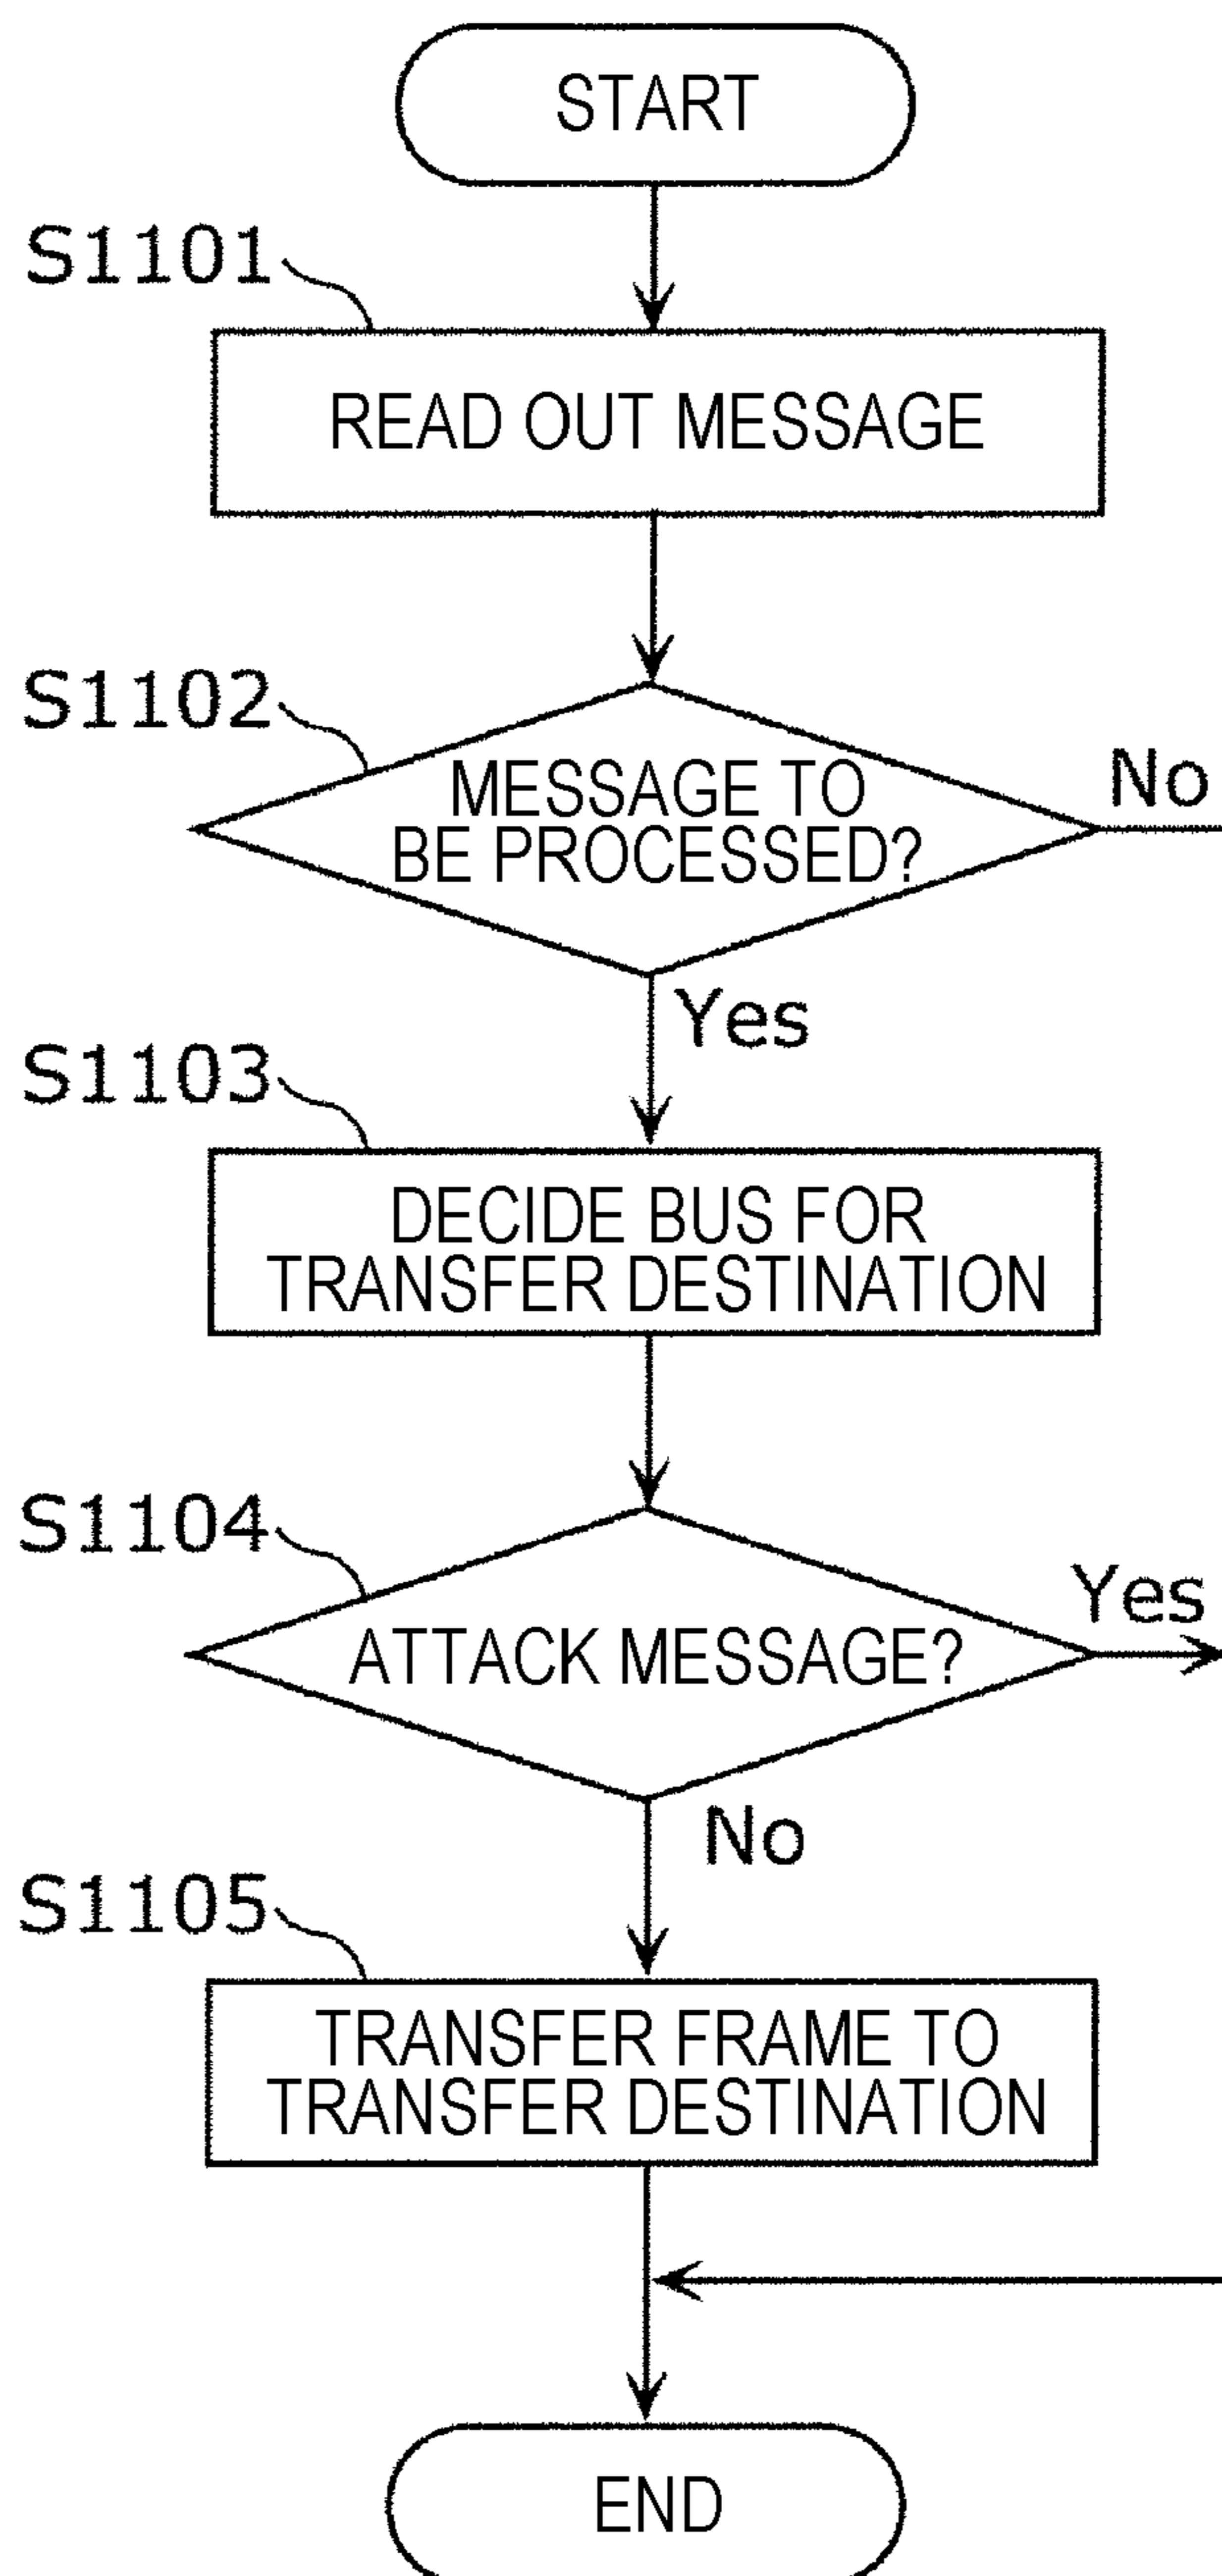 START
S1101
READ OUT MESSAGE
S1102
MESSAGE TO
BE PROCESSED?
No
Yes
S1103
DECIDE BUS FOR
TRANSFER DESTINATION
S1104
ATTACK MESSAGE?
Yes
No
S1105
TRANSFER FRAME TO
TRANSFER DESTINATION
END